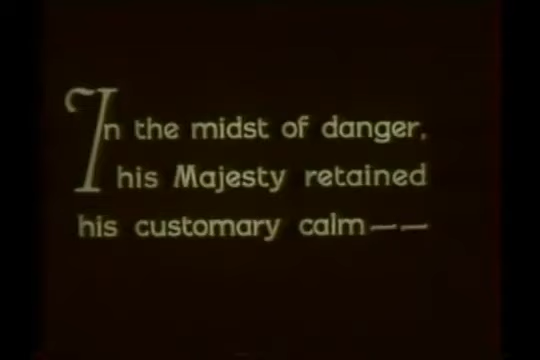 In the midst of danger,
his Majesty retained
his customary calm——